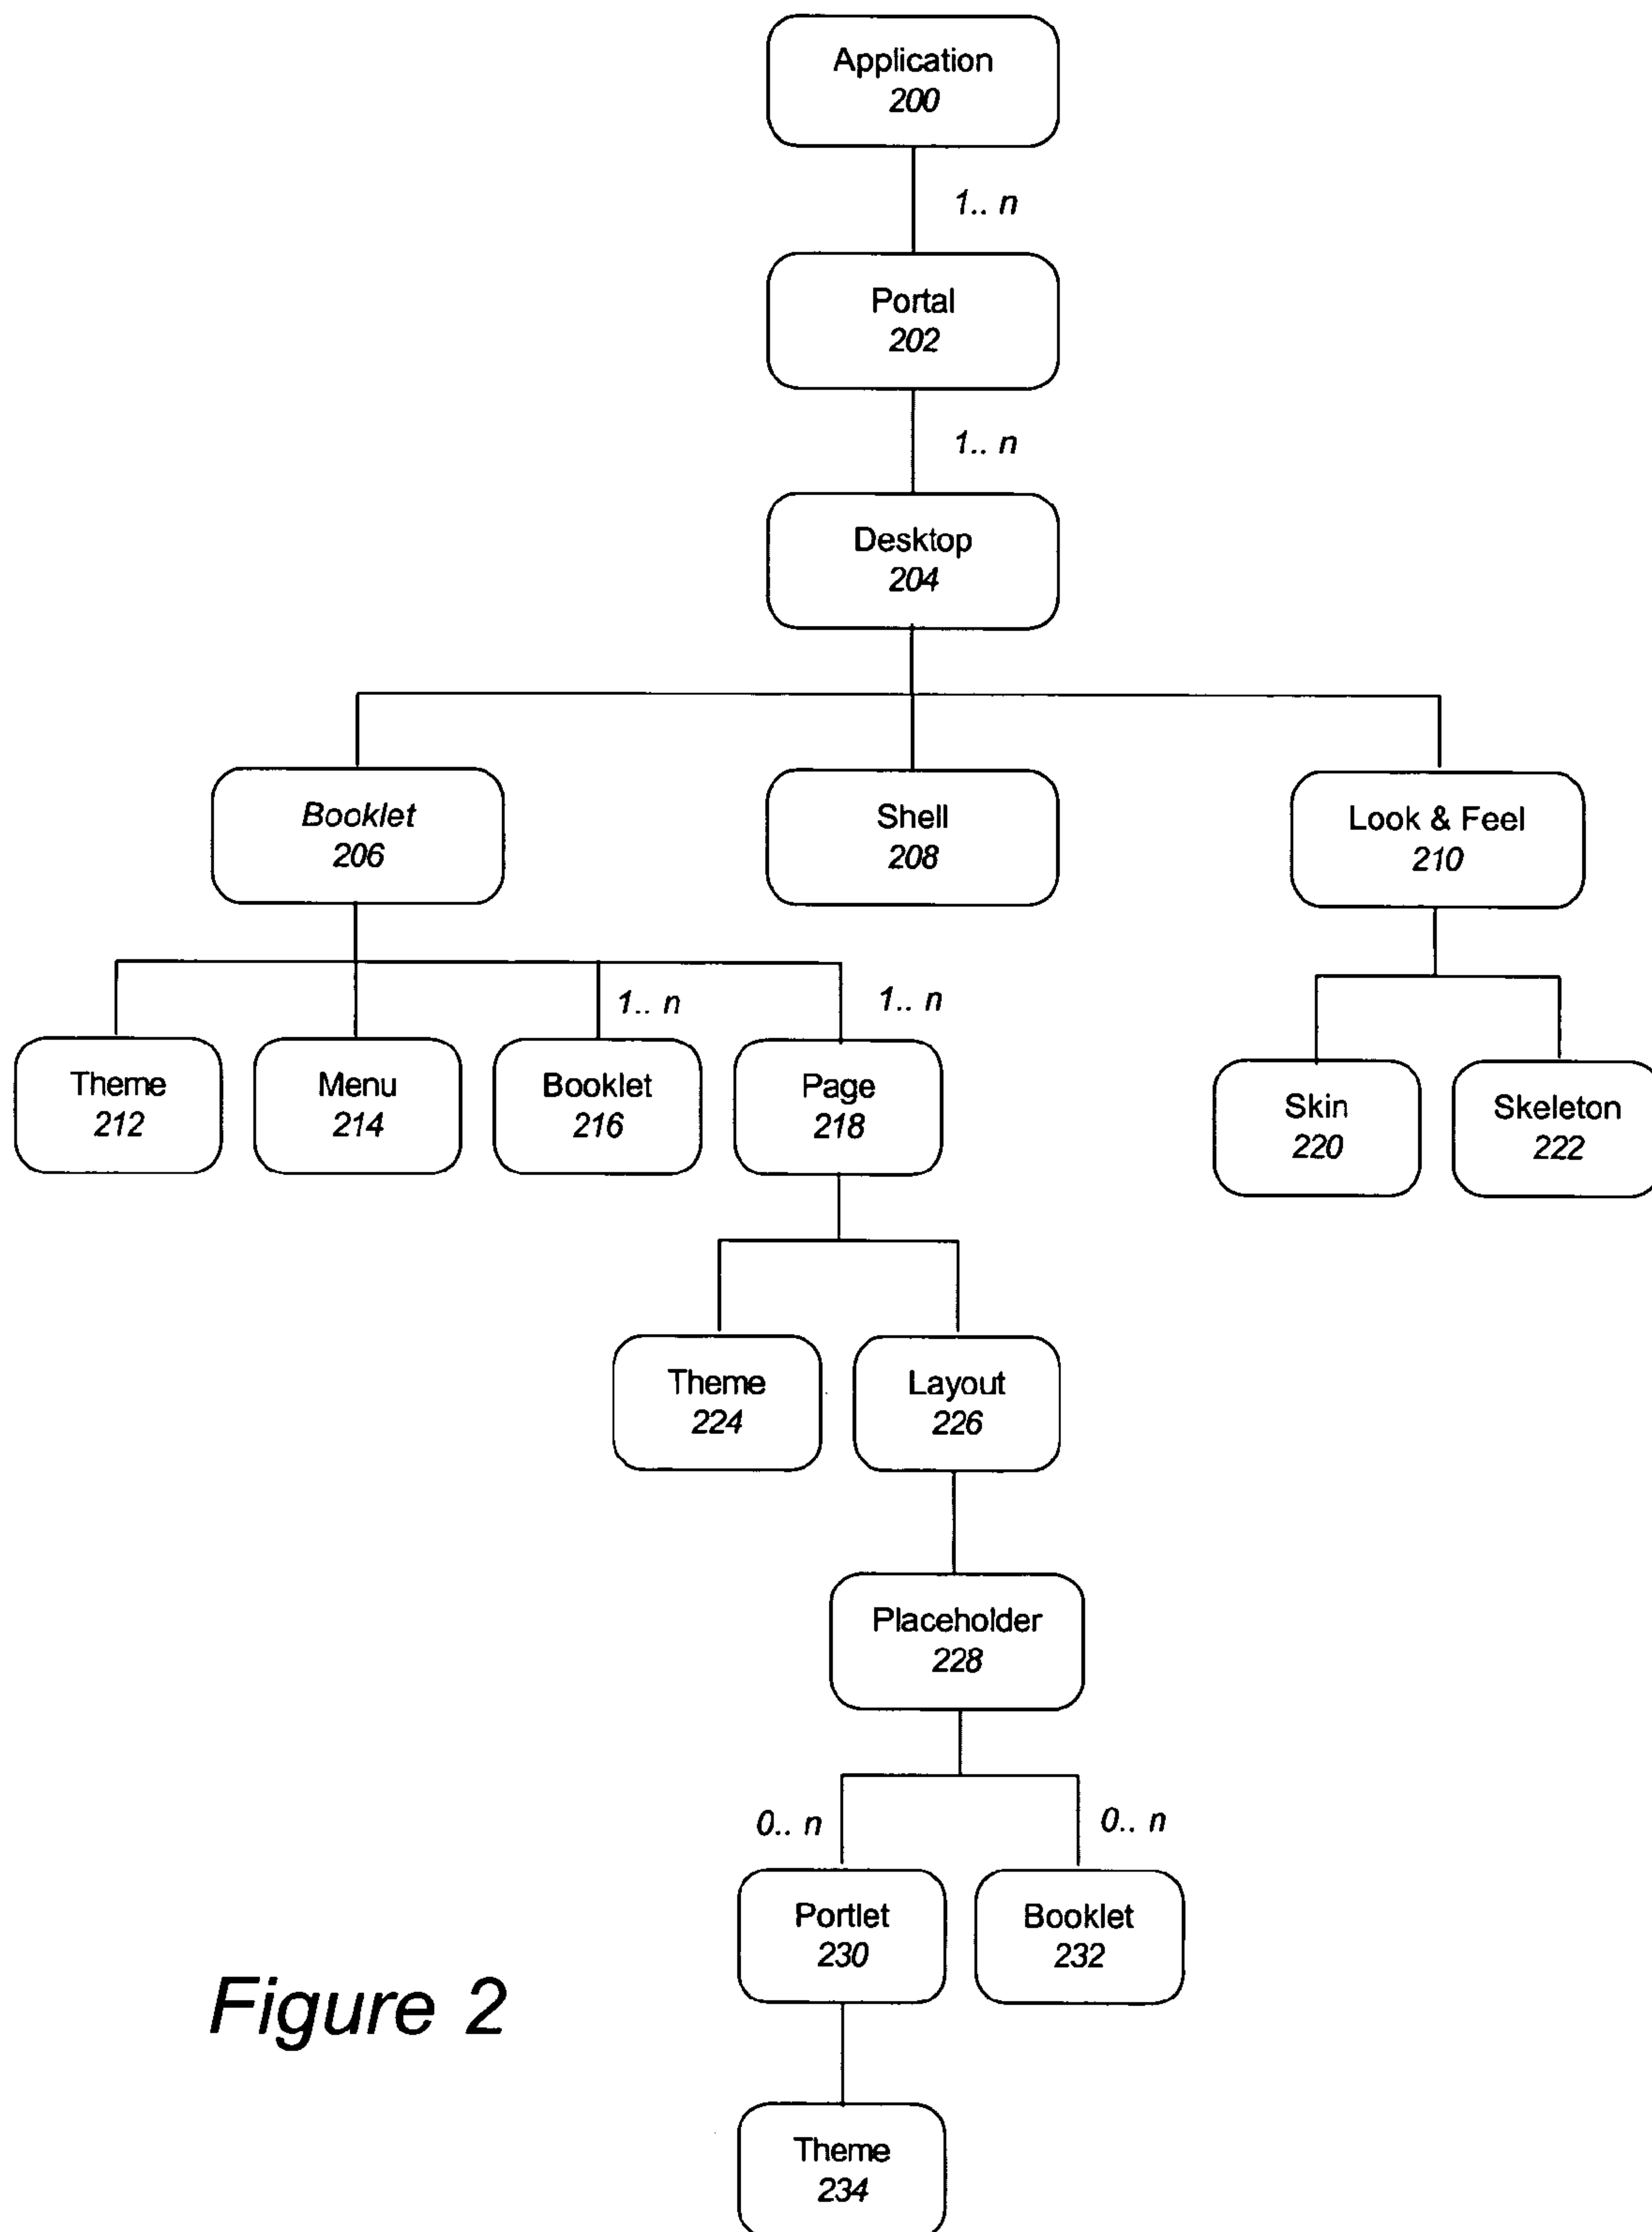 Application
200
1.. n
Portal
202
1.. n
Desktop
204
Booklet
206
Shell
208
Look & Feel
210
1.. n
1.. n
Theme
212
Menu
214
Booklet
216
Page
218
Skin
220
Skeleton
222
Theme
224
Layout
226
Placeholder
228
0.. n
0.. n
Portlet
230
Booklet
232
Figure 2
Theme
234